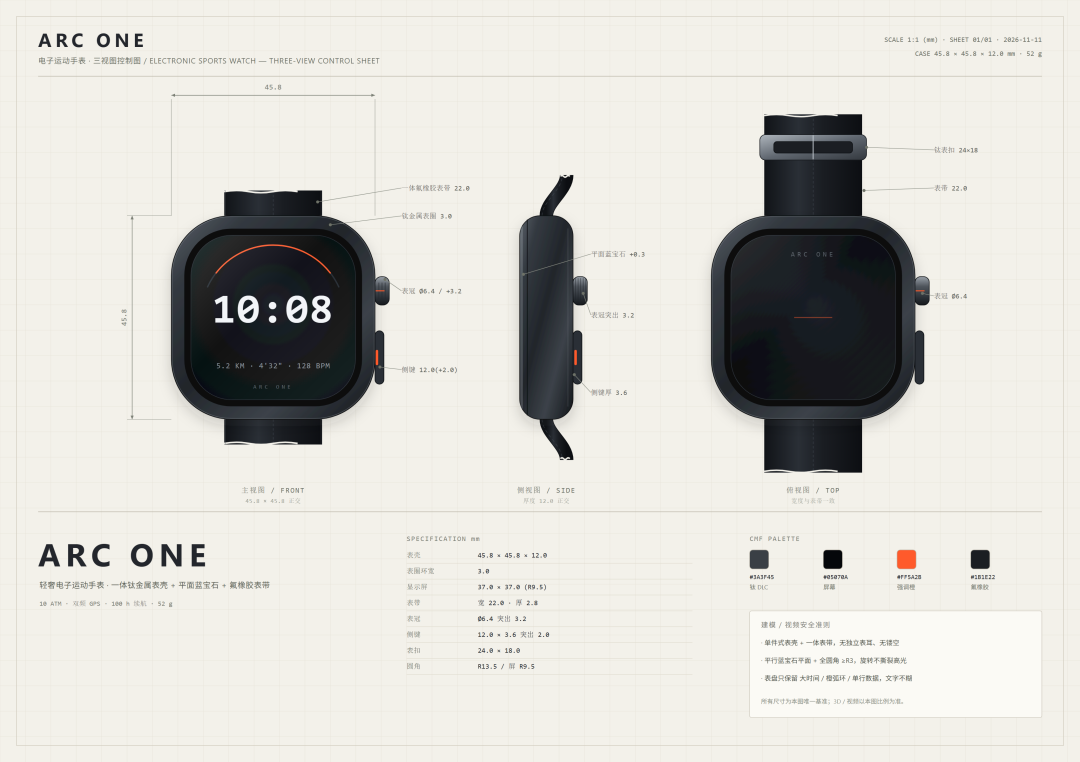 ARC ONE
电子运动手表 · 三视图控制图 / ELECTRONIC SPORTS WATCH — THREE-VIEW CONTROL SHEET
SCALE 1:1 (mm) · SHEET 01/01 · 2026-11-11
CASE 45.8 × 45.8 × 12.0 mm · 52 g
45.8
45.8
体氟橡胶表带 22.0
钛金属表圈 3.0
表冠 Ø6.4 / +3.2
侧键 12.0(+2.0)
10:08
5.2 KM · 4'32" · 128 BPM
ARC ONE
主视图 / FRONT
45.8 × 45.8 正交
平面蓝宝石 +0.3
表冠突出 3.2
侧键厚 3.6
侧视图 / SIDE
厚度 12.0 正交
钛表扣 24×18
表带 22.0
ARC ONE
表冠 Ø6.4
俯视图 / TOP
宽度与表带一致
ARC ONE
轻奢电子运动手表 · 一体钛金属表壳 + 平面蓝宝石 + 氟橡胶表带
10 ATM · 双频 GPS · 100 h 续航 · 52 g
SPECIFICATION mm
表壳 45.8 × 45.8 × 12.0
表圈环宽 3.0
显示屏 37.0 × 37.0 (R9.5)
表带 宽 22.0 · 厚 2.8
表冠 Ø6.4 突出 3.2
侧键 12.0 × 3.6 突出 2.0
表扣 24.0 × 18.0
圆角 R13.5 / 屏 R9.5
CMF PALETTE
#3A3F45 #05070A #FF5A2B #1B1E22
钛 DLC 屏幕 强调橙 氟橡胶
建模 / 视频安全准则
· 单件式表壳 + 一体表带，无独立表耳、无镂空
· 平行蓝宝石平面 + 全圆角 ≥R3，旋转不撕裂高光
· 表盘只保留 大时间 / 橙弧环 / 单行数据，文字不糊
所有尺寸为本图唯一基准；3D / 视频以本图比例为准。